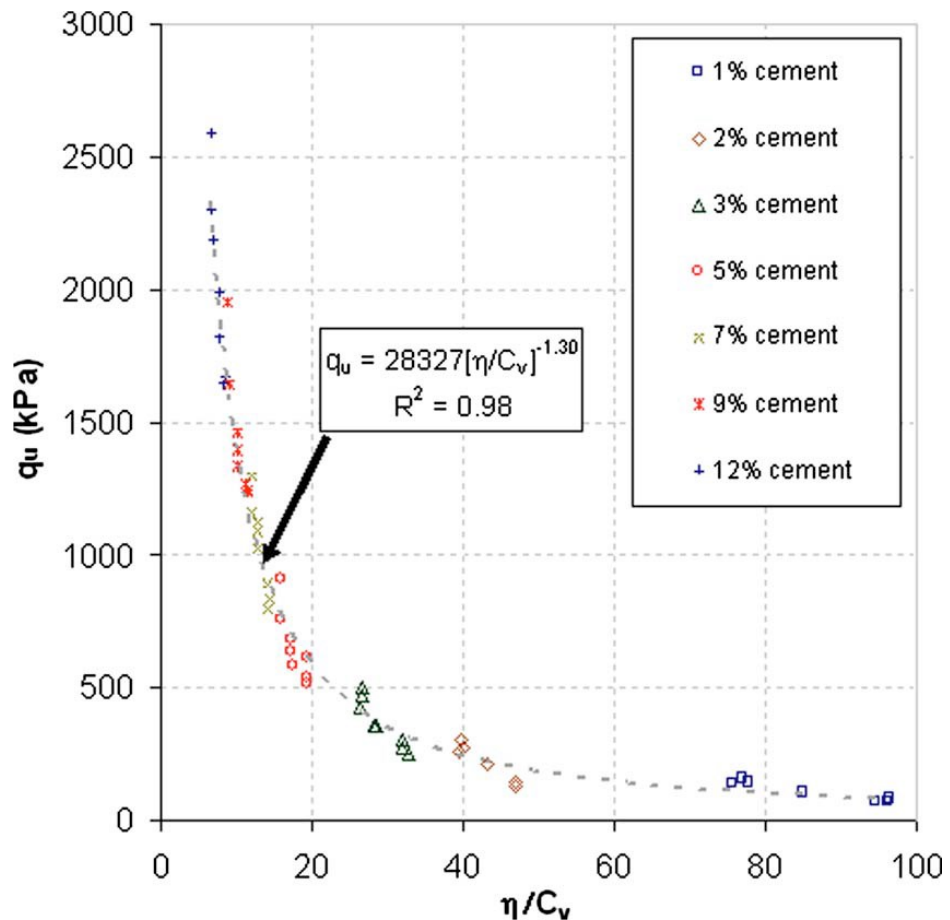 3000
2500
2000
1500
1000
500
0
qu (kPa)
1% cement
2% cement
3% cement
5% cement
7% cement
9% cement
12% cement
qu = 28327[η/Cv]^-1.30
R² = 0.98
0 20 40 60 80 100
η/Cv